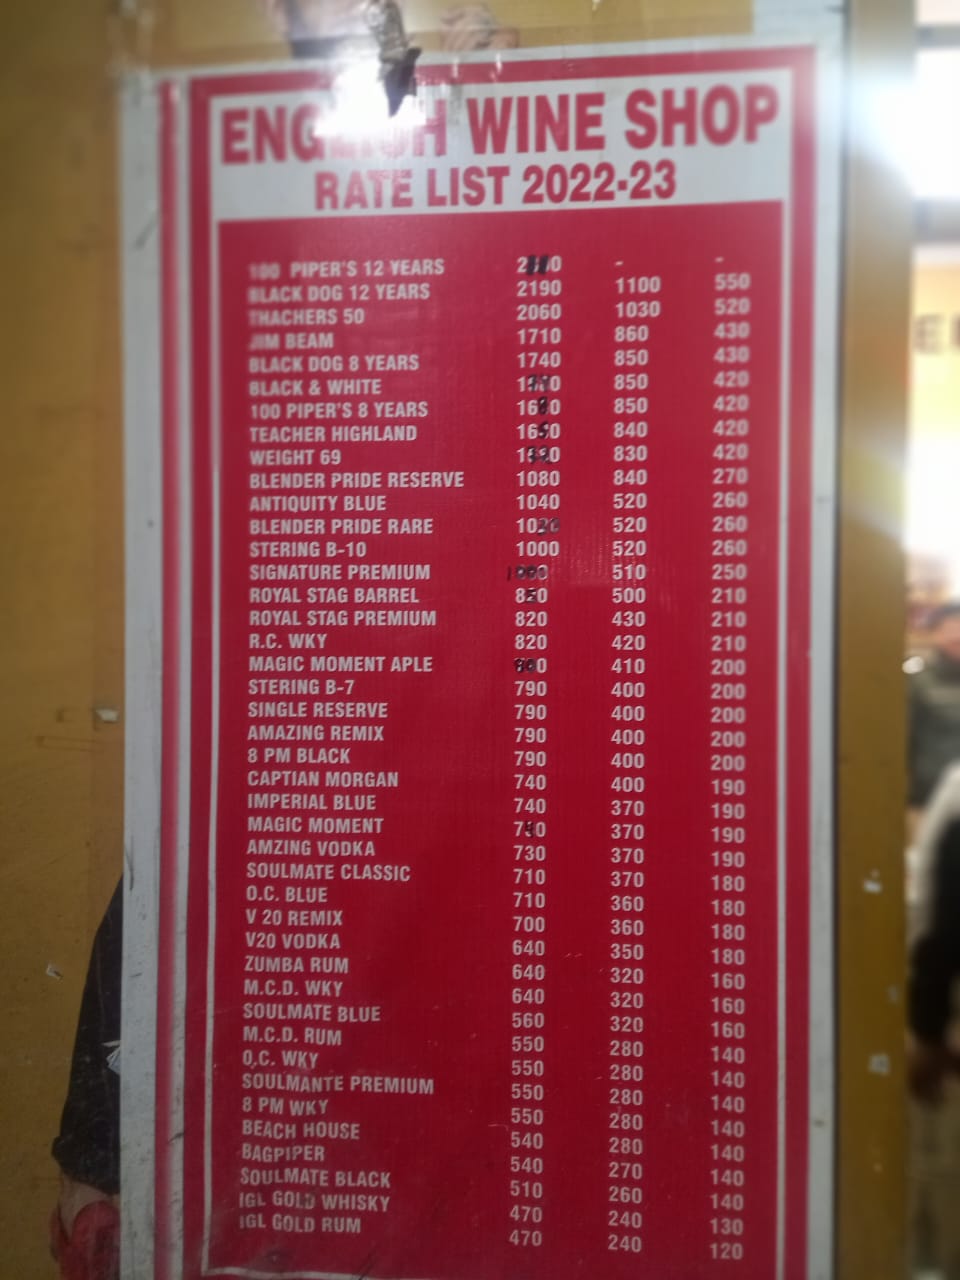 ENGLISH WINE SHOP
RATE LIST 2022-23
100 PIPER'S 12 YEARS - -
BLACK DOG 12 YEARS 2190 1100 550
THACHERS 50 2060 1030 520
JIM BEAM 1710 860 430
BLACK DOG 8 YEARS 1740 850 430
BLACK & WHITE 850 420
100 PIPER'S 8 YEARS 850 420
TEACHER HIGHLAND 840 420
WEIGHT 69 830 420
BLENDER PRIDE RESERVE 1080 840 270
ANTIQUITY BLUE 1040 520 260
BLENDER PRIDE RARE 520 260
STERING B-10 1000 520 260
SIGNATURE PREMIUM 510 250
ROYAL STAG BARREL 500 210
ROYAL STAG PREMIUM 820 430 210
R.C. WKY 820 420 210
MAGIC MOMENT APLE 410 200
STERING B-7 790 400 200
SINGLE RESERVE 790 400 200
AMAZING REMIX 790 400 200
8 PM BLACK 790 400 200
CAPTIAN MORGAN 740 400 190
IMPERIAL BLUE 740 370 190
MAGIC MOMENT 370 190
AMZING VODKA 730 370 190
SOULMATE CLASSIC 710 370 180
O.C. BLUE 710 360 180
V 20 REMIX 700 360 180
V20 VODKA 640 350 180
ZUMBA RUM 640 320 160
M.C.D. WKY 640 320 160
SOULMATE BLUE 560 320 160
M.C.D. RUM 550 280 140
O.C. WKY 550 280 140
SOULMANTE PREMIUM 550 280 140
8 PM WKY 550 280 140
BEACH HOUSE 540 280 140
BAGPIPER 540 270 140
SOULMATE BLACK 510 260 140
IGL GOLD WHISKY 470 240 130
IGL GOLD RUM 470 240 120